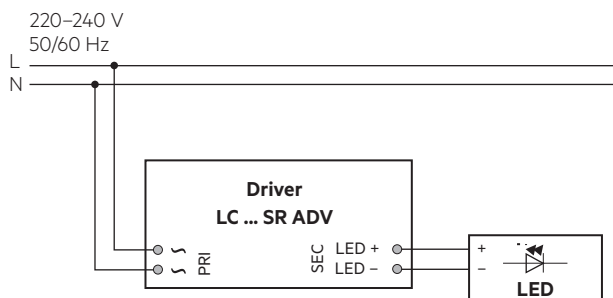 220–240 V
50/60 Hz
L
N
Driver
LC ... SR ADV
~ PRI SEC LED + +
~ LED – –
LED